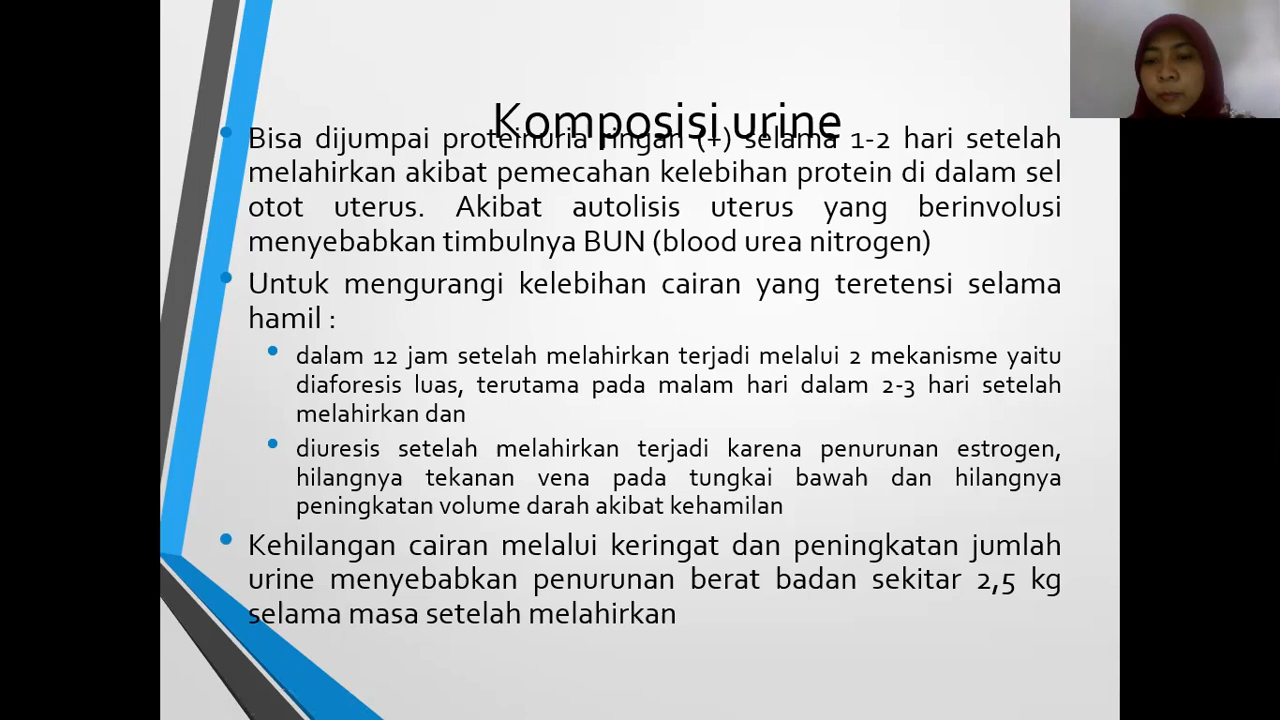 Komposisi urine
Bisa dijumpai proteinuria ringan (+) selama 1-2 hari setelah
melahirkan akibat pemecahan kelebihan protein di dalam sel
otot uterus. Akibat autolisis uterus yang berinvolusi
menyebabkan timbulnya BUN (blood urea nitrogen)
Untuk mengurangi kelebihan cairan yang teretensi selama
hamil :
dalam 12 jam setelah melahirkan terjadi melalui 2 mekanisme yaitu
diaforesis luas, terutama pada malam hari dalam 2-3 hari setelah
melahirkan dan
diuresis setelah melahirkan terjadi karena penurunan estrogen,
hilangnya tekanan vena pada tungkai bawah dan hilangnya
peningkatan volume darah akibat kehamilan
Kehilangan cairan melalui keringat dan peningkatan jumlah
urine menyebabkan penurunan berat badan sekitar 2,5 kg
selama masa setelah melahirkan